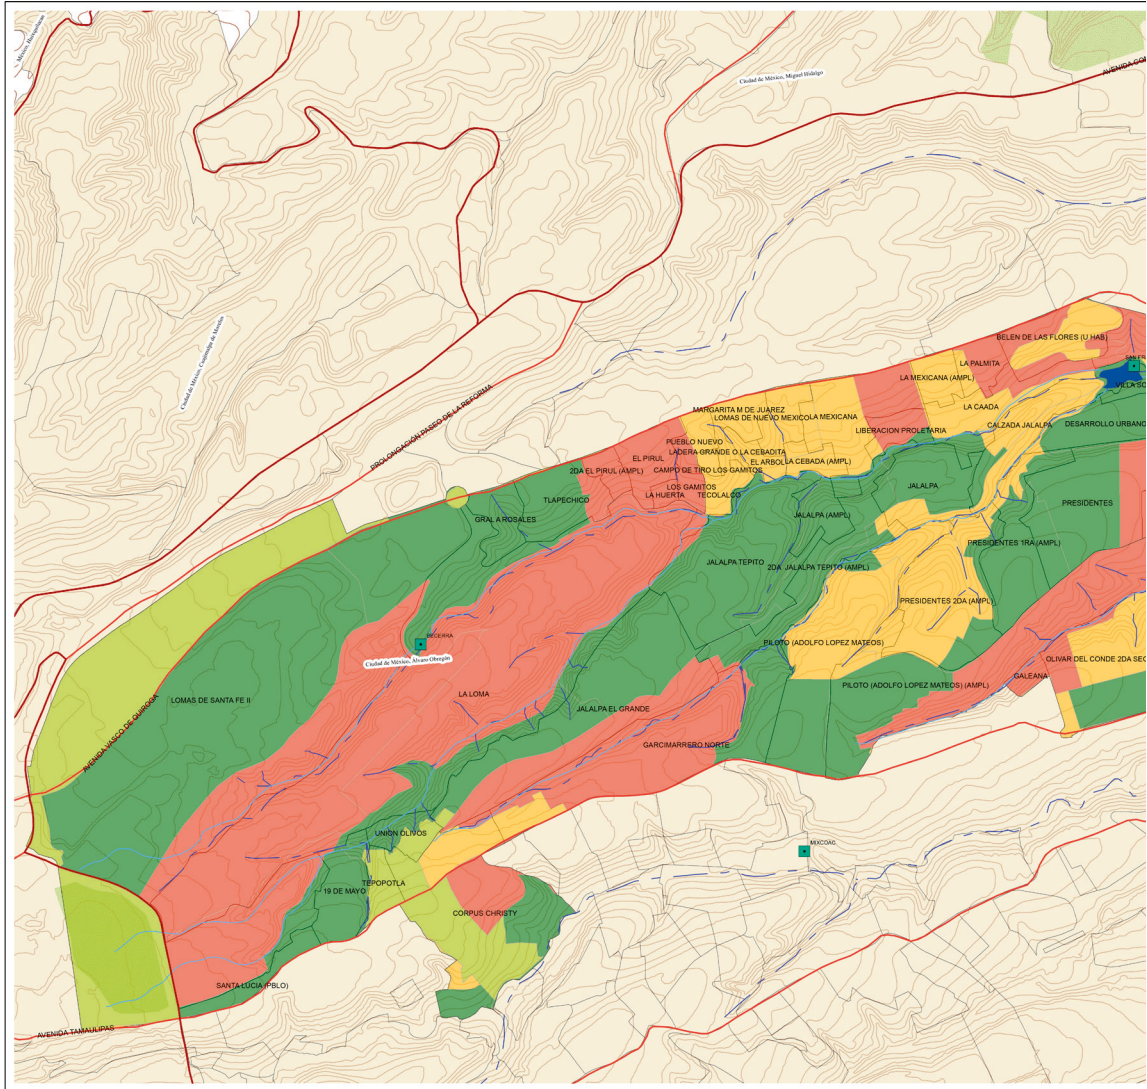 México, Huixquilucan
Ciudad de México, Miguel Hidalgo
AVENIDA CON
Ciudad de México, Cuajimalpa de Morelos
PROLONGACIÓN PASEO DE LA REFORMA
BELEN DE LAS FLORES (U HAB)
LA PALMITA
LA MEXICANA (AMPL)
VILLA SO
LA CAADA
MARGARITA M DE JUAREZ
LOMAS DE NUEVO MEXICO
LA MEXICANA
CALZADA JALALPA
DESARROLLO URBANO
LIBERACION PROLETARIA
PUEBLO NUEVO
LADERA GRANDE O LA CEBADITA
EL PIRUL
EL ARBOL
LA CEBADA (AMPL)
2DA EL PIRUL (AMPL)
CAMPO DE TIRO LOS GAMITOS
LOS GAMITOS
JALALPA
LA HUERTA
TECOLALCO
TLAPECHICO
PRESIDENTES
JALALPA (AMPL)
GRAL A ROSALES
PRESIDENTES 1RA (AMPL)
JALALPA TEPITO
2DA JALALPA TEPITO (AMPL)
PRESIDENTES 2DA (AMPL)
BECERRA
PILOTO (ADOLFO LOPEZ MATEOS)
Ciudad de México, Álvaro Obregón
OLIVAR DEL CONDE 2DA SEC
GALEANA
PILOTO (ADOLFO LOPEZ MATEOS) (AMPL)
LA LOMA
LOMAS DE SANTA FE II
JALALPA EL GRANDE
AVENIDA VASCO DE QUIROGA
GARCIMARRERO NORTE
UNION OLIVOS
MIXCOAC
TEPOPOTLA
19 DE MAYO
CORPUS CHRISTY
SANTA LUCIA (PBLO)
AVENIDA TAMAULIPAS